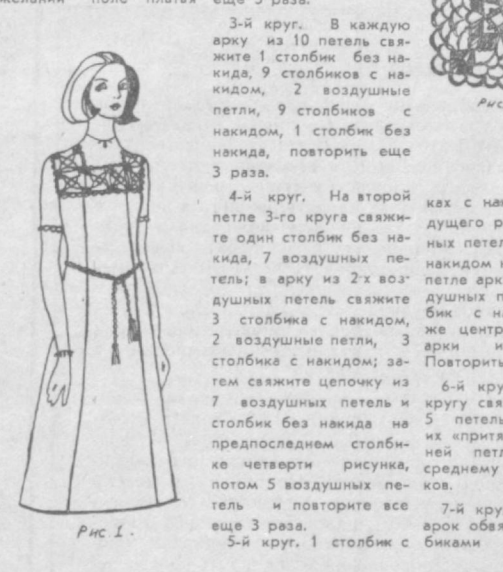 поле платья еще 3 раза.
3-й круг. В каждую
арку из 10 петель свя-
жите 1 столбик без на-
кида, 9 столбиков с на-
кидом, 2 воздушные
петли, 9 столбиков с
накидом, 1 столбик без
накида, повторить еще
3 раза.
4-й круг. На второй
петле 3-го круга свяжи-
те один столбик без на-
кида, 7 воздушных пе-
тель; в арку из 2-х воз-
душных петель свяжите
3 столбика с накидом,
2 воздушные петли, 3
столбика с накидом; за-
тем свяжите цепочку из
7 воздушных петель и
столбик без накида на
предпоследнем столби-
ке четверти рисунка,
потом 5 воздушных пе-
тель и повторите все
еще 3 раза.
5-й круг. 1 столбик с
Рис 1.
Рис
ках с на
дущего р
ных петел
накидом
петле арк
душных п
бик с на
же центр
арки и
Повторить
6-й кру
кругу свя
5 петель
их «притя
ней петл
среднему
ков.
7-й кру
арок обвя
биками